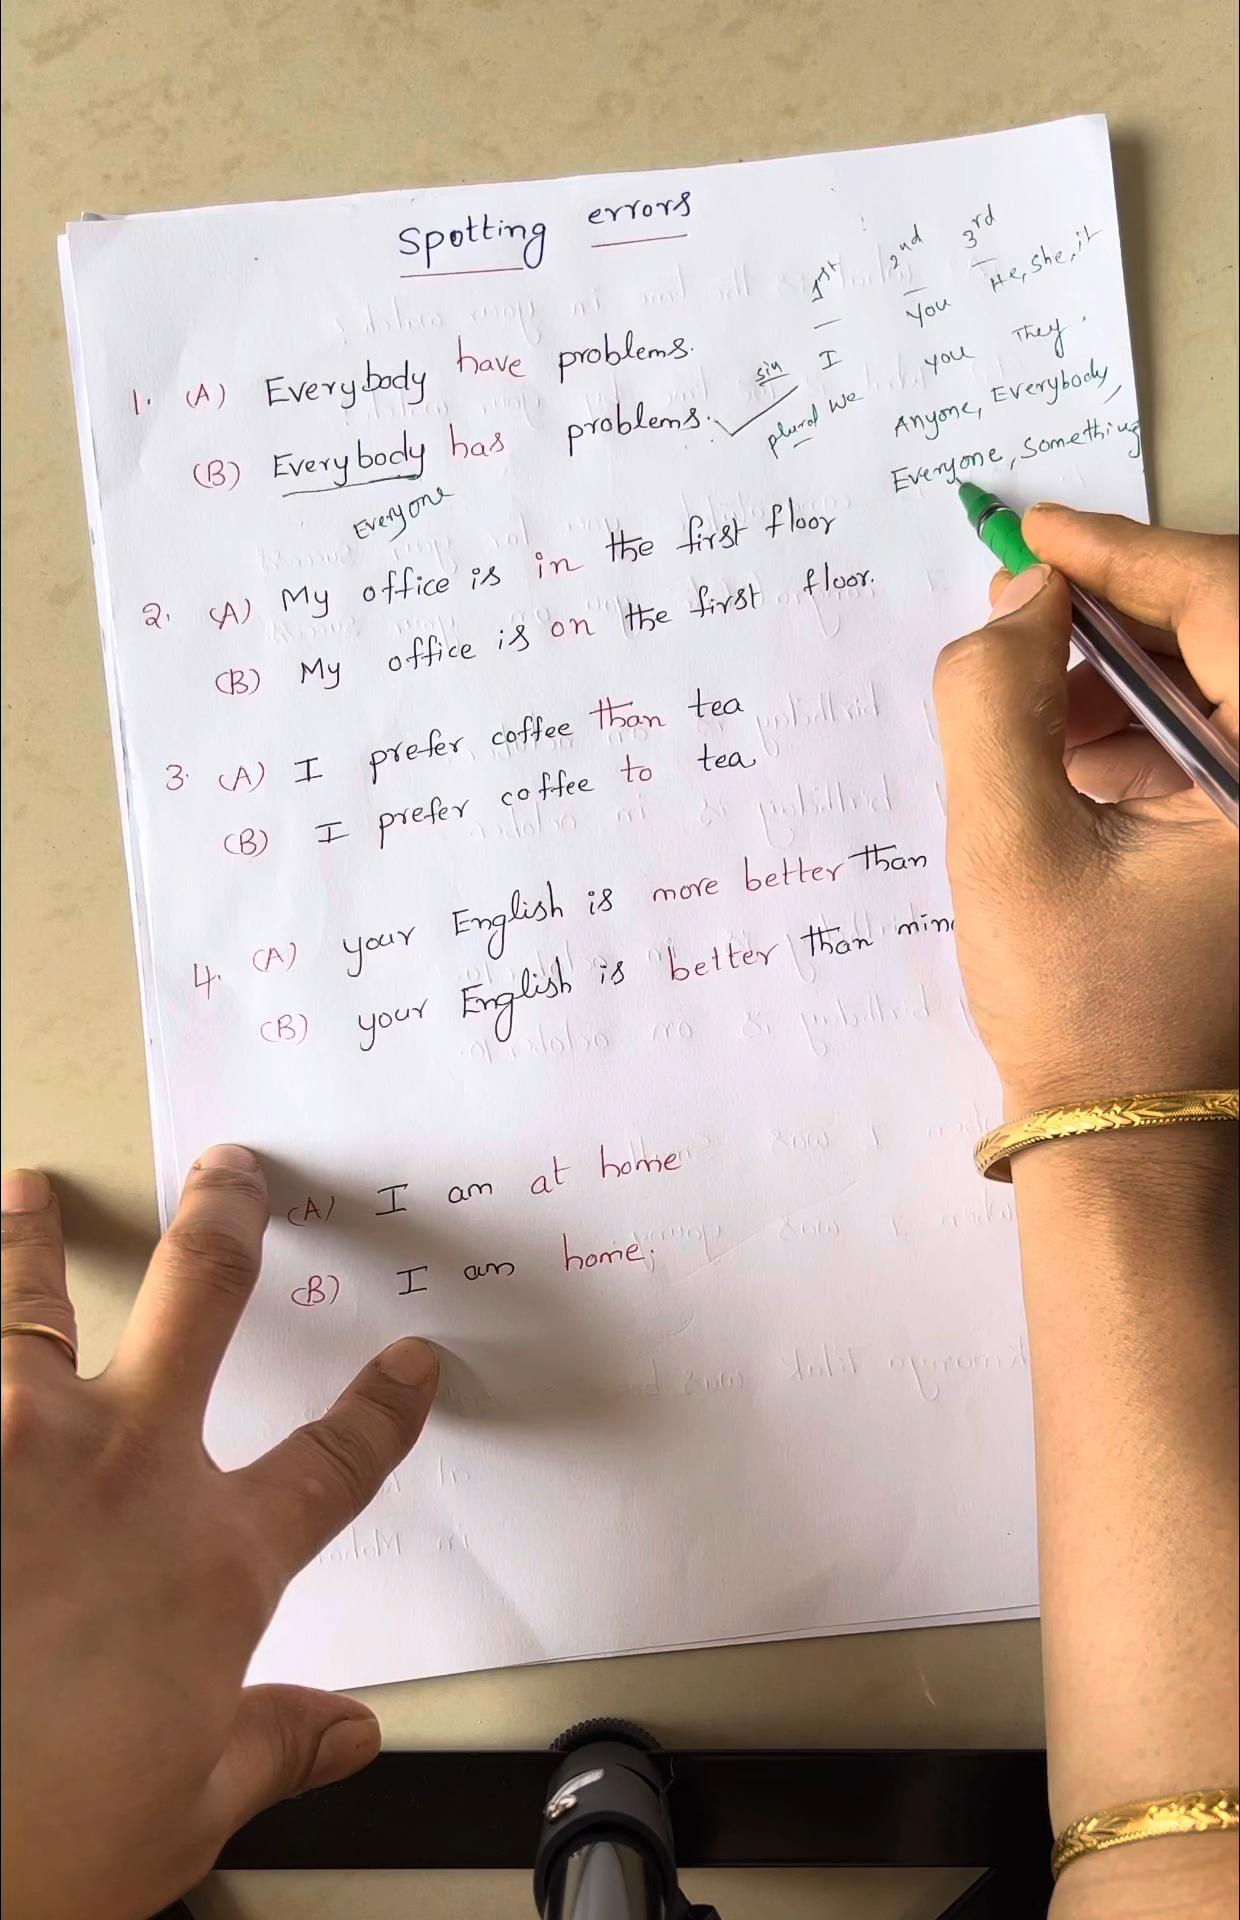 Spotting errors
1. (A) Everybody have problems.
(B) Everybody has problems.
Everyone
1st 2nd 3rd
sin I You He, She, it
plural We you They.
Anyone, Everybody,
Everyone, Something
2. (A) My office is in the first floor
(B) My office is on the first floor.
3. (A) I prefer coffee than tea
(B) I prefer coffee to tea.
4. (A) your English is more better than
(B) your English is better than
(A) I am at home
(B) I am home.